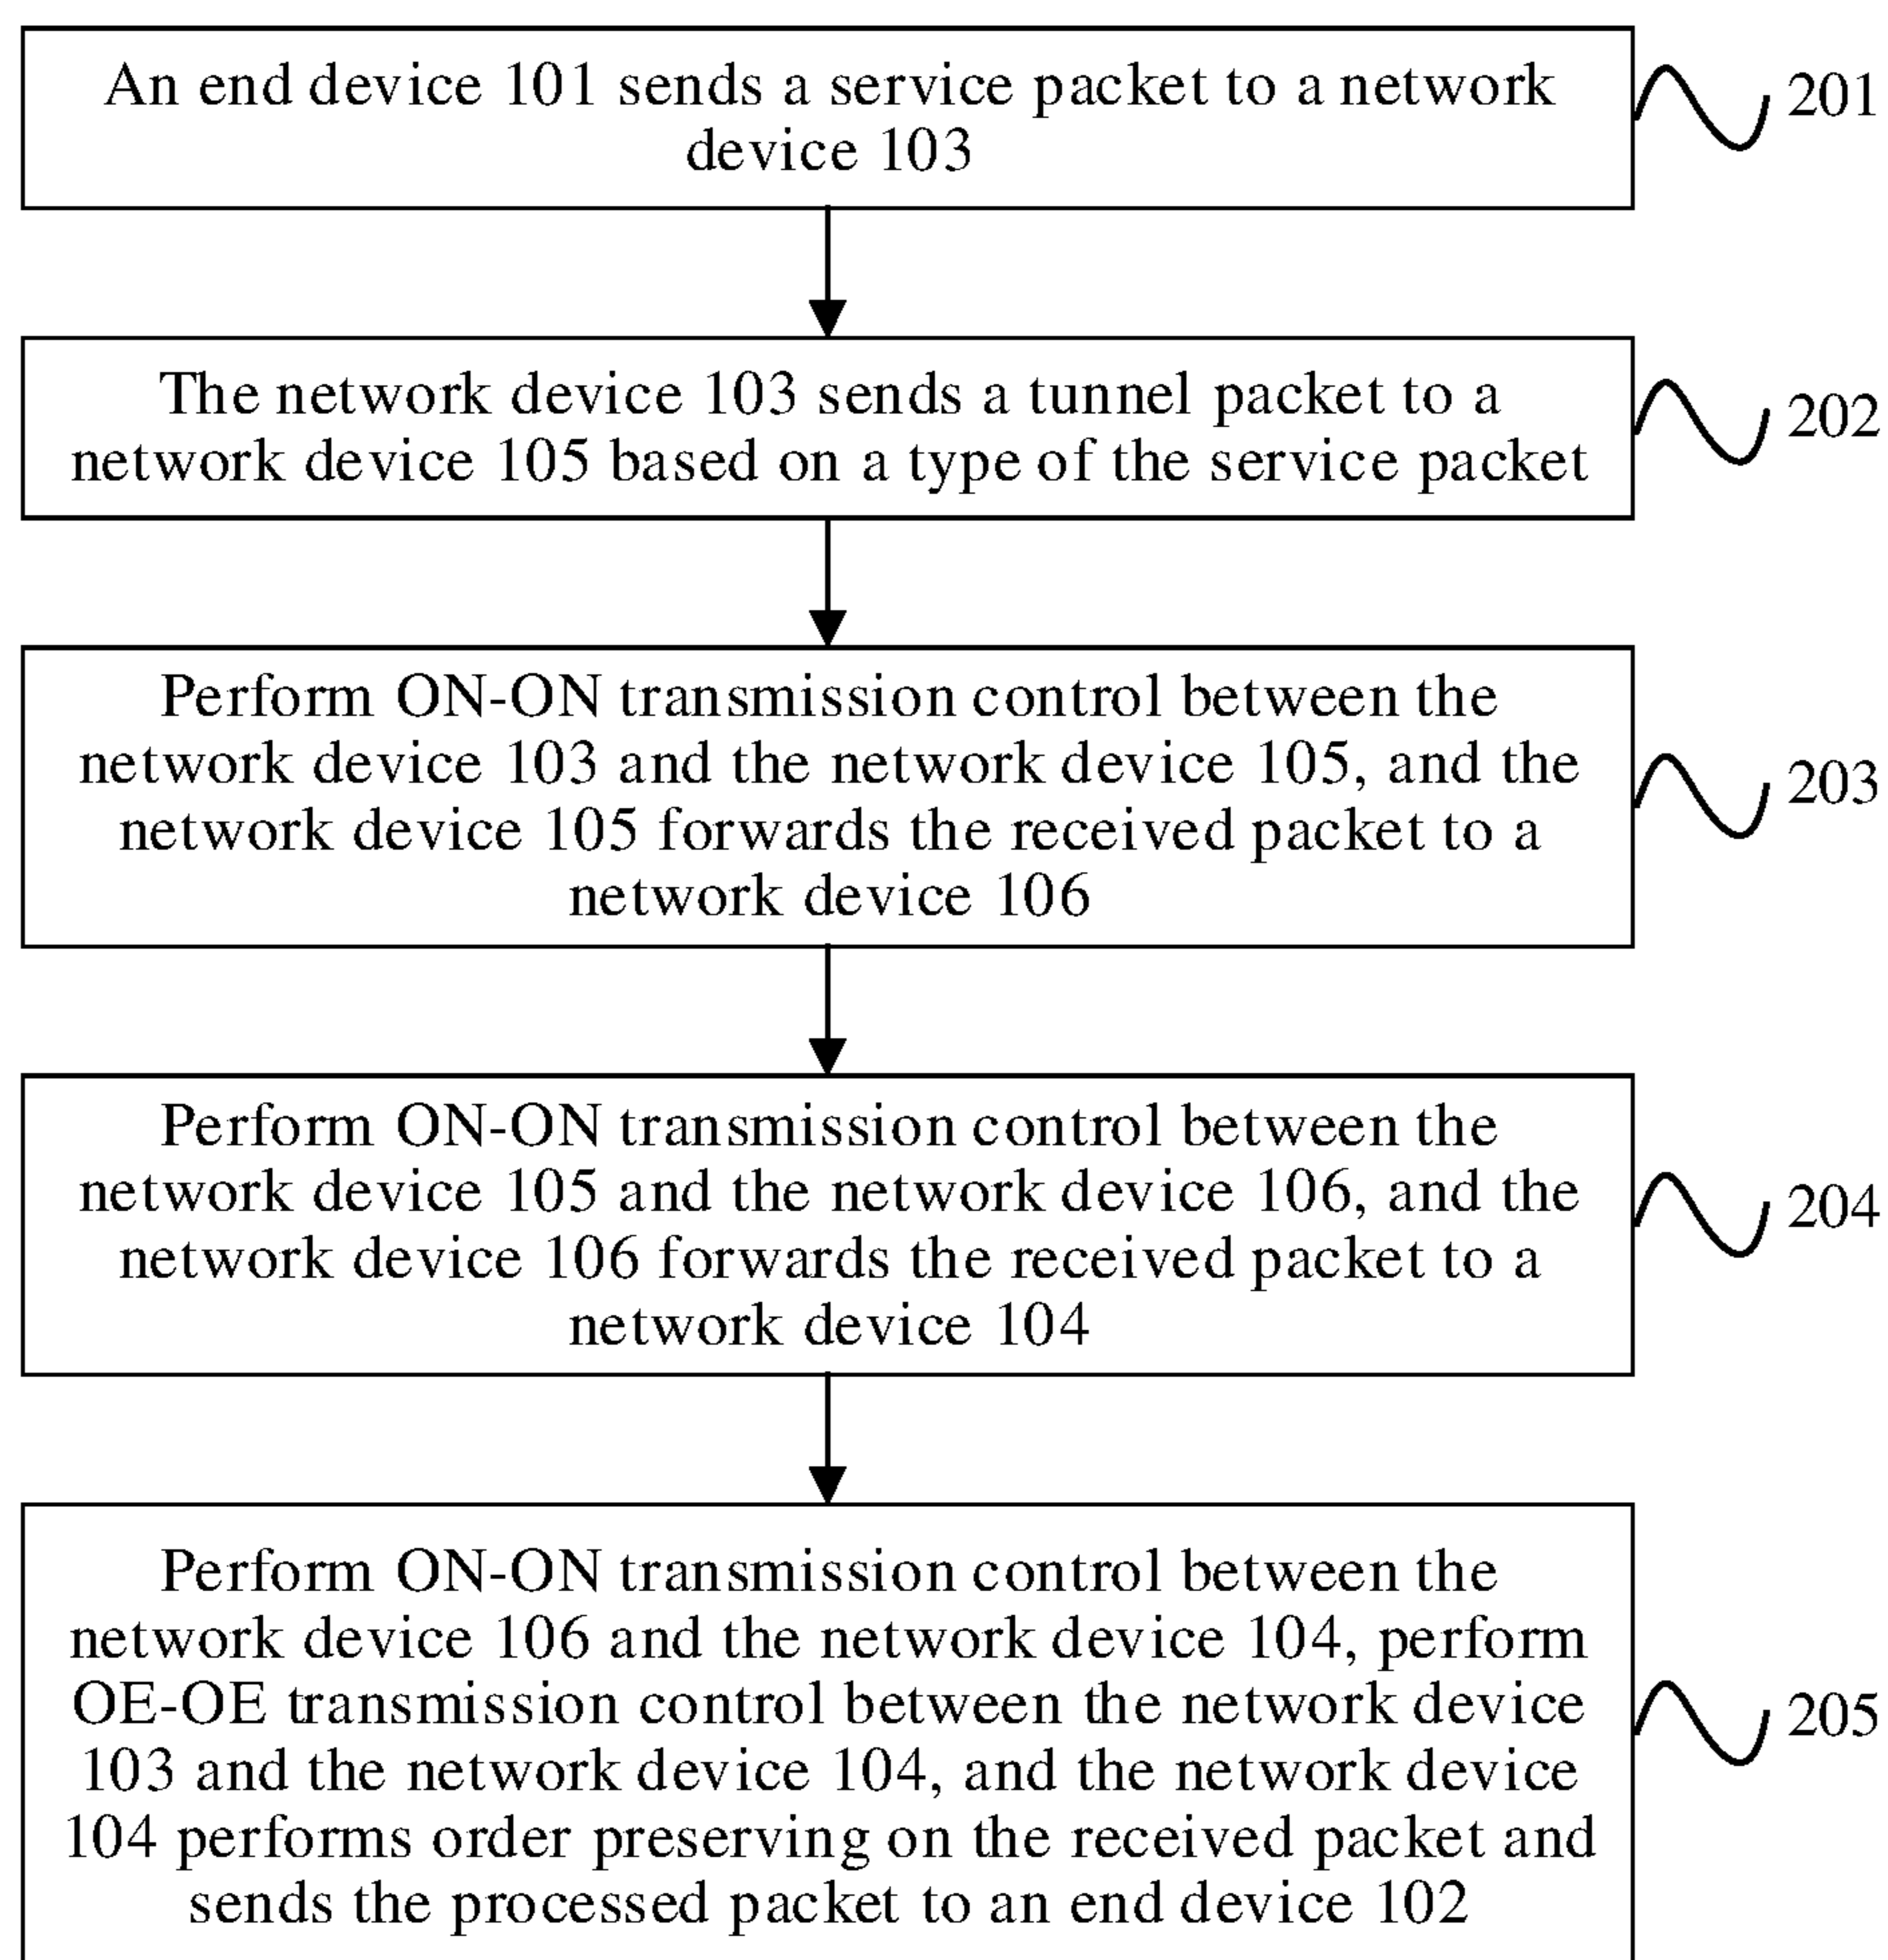 An end device 101 sends a service packet to a network
device 103
201
The network device 103 sends a tunnel packet to a
network device 105 based on a type of the service packet
202
Perform ON-ON transmission control between the
network device 103 and the network device 105, and the
network device 105 forwards the received packet to a
network device 106
203
Perform ON-ON transmission control between the
network device 105 and the network device 106, and the
network device 106 forwards the received packet to a
network device 104
204
Perform ON-ON transmission control between the
network device 106 and the network device 104, perform
OE-OE transmission control between the network device
103 and the network device 104, and the network device
104 performs order preserving on the received packet and
sends the processed packet to an end device 102
205